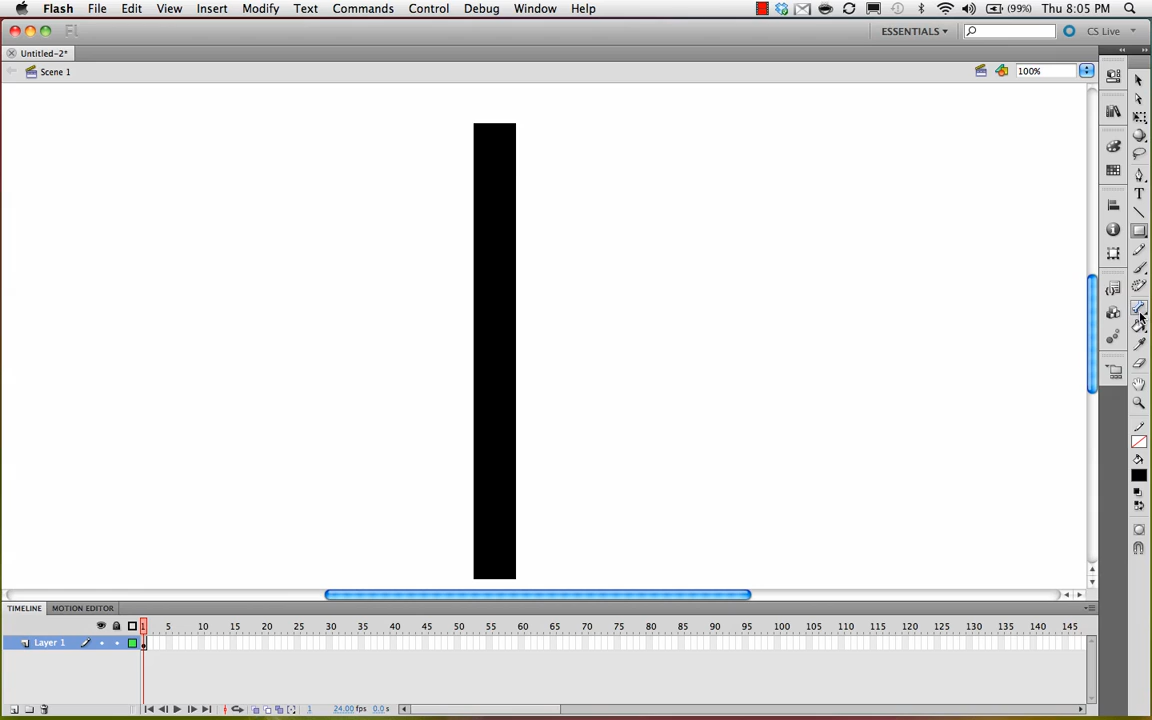 Flash File Edit View Insert Modify Text Commands Control Debug Window Help (99%) Thu 8:05 PM
Fl ESSENTIALS CS Live
Untitled-2*
Scene 1 100%
T
TIMELINE MOTION EDITOR
1 5 10 15 20 25 30 35 40 45 50 55 60 65 70 75 80 85 90 95 100 105 110 115 120 125 130 135 140 145
Layer 1
1 24.00 fps 0.0 s